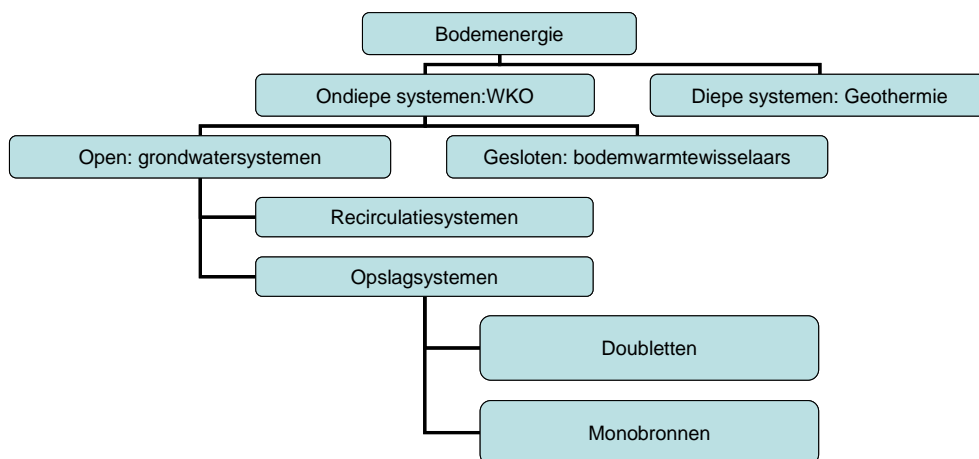 Bodemenergie
Ondiepe systemen:WKO
Diepe systemen: Geothermie
Open: grondwatersystemen
Gesloten: bodemwarmtewisselaars
Recirculatiesystemen
Opslagsystemen
Doubletten
Monobronnen